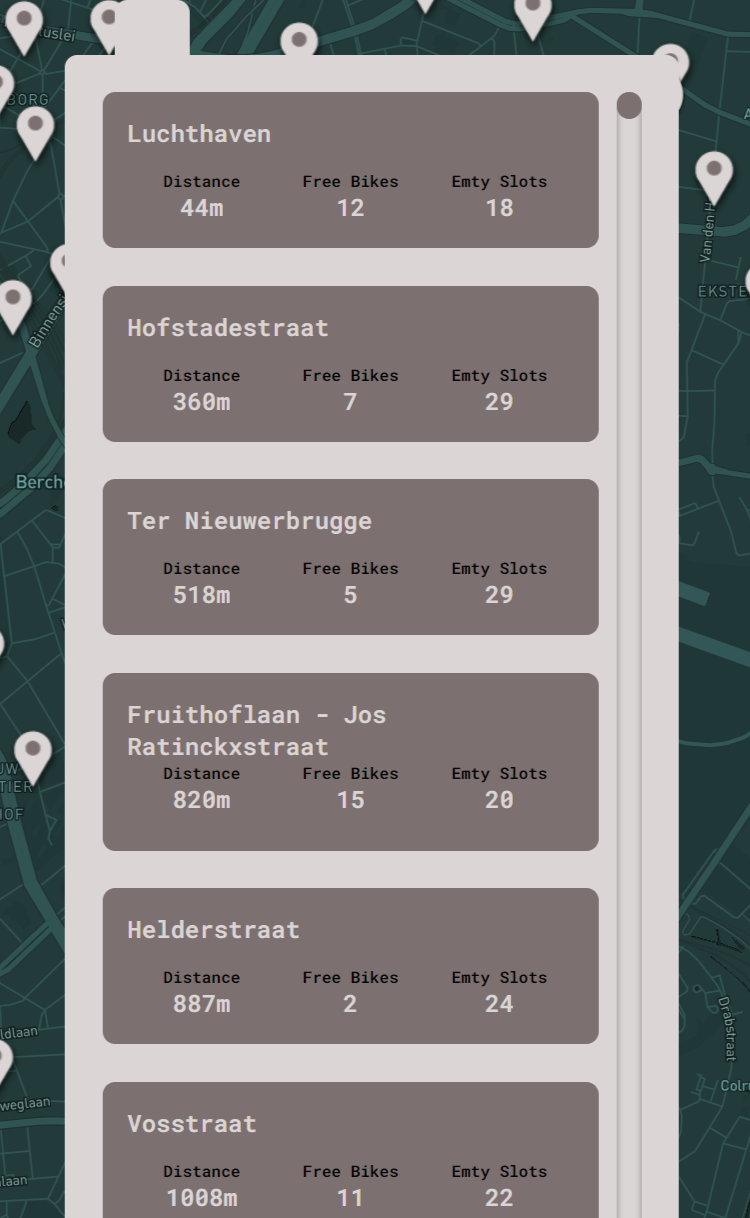 uslei
BORG
Luchthaven
Distance Free Bikes Emty Slots
44m 12 18
Van den H
EKSTE
Hofstadestraat
Binnensi
Distance Free Bikes Emty Slots
360m 7 29
Berch
Ter Nieuwerbrugge
Distance Free Bikes Emty Slots
518m 5 29
Fruithoflaan - Jos
Ratinckxstraat
UW
TIER
HOF
Distance Free Bikes Emty Slots
820m 15 20
Helderstraat
Distance Free Bikes Emty Slots
887m 2 24
ldlaan
Drabstraat
Colru
weglaan
Vosstraat
Distance Free Bikes Emty Slots
laan
1008m 11 22